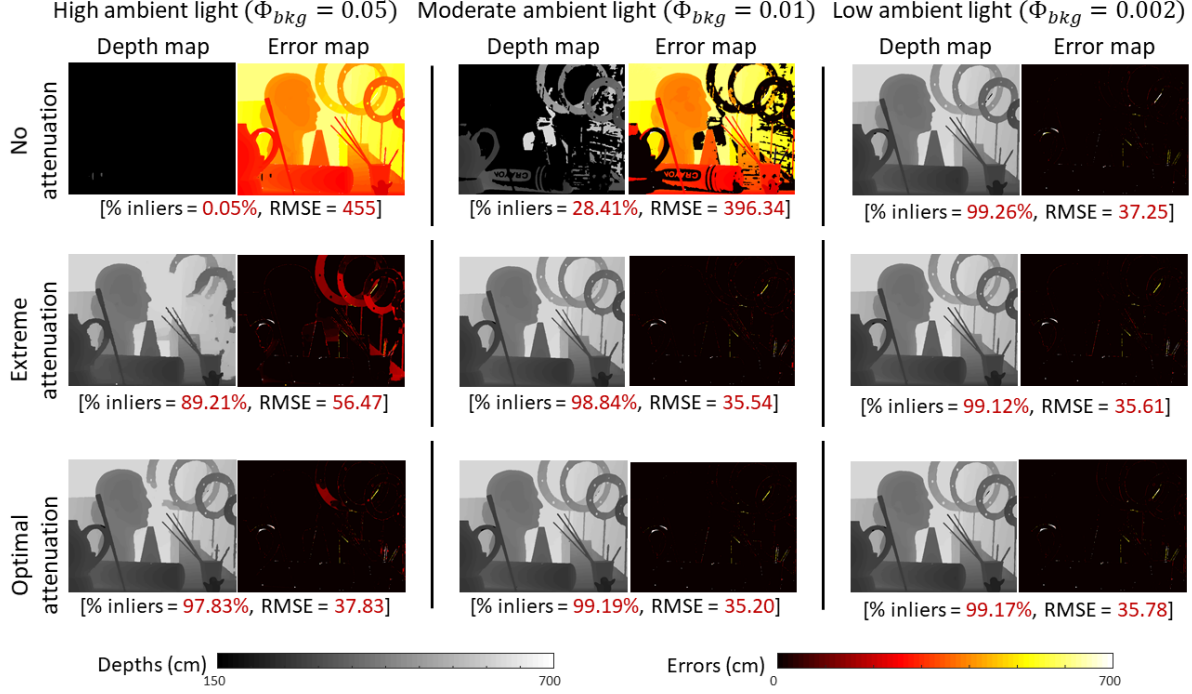 High ambient light (Φbkg = 0.05)
Moderate ambient light (Φbkg = 0.01)
Low ambient light (Φbkg = 0.002)
Depth map
Error map
Depth map
Error map
Depth map
Error map
No
attenuation
CRAYON
CRAYON
[% inliers = 0.05%, RMSE = 455]
[% inliers = 28.41%, RMSE = 396.34]
[% inliers = 99.26%, RMSE = 37.25]
Extreme
attenuation
[% inliers = 89.21%, RMSE = 56.47]
[% inliers = 98.84%, RMSE = 35.54]
[% inliers = 99.12%, RMSE = 35.61]
Optimal
attenuation
[% inliers = 97.83%, RMSE = 37.83]
[% inliers = 99.19%, RMSE = 35.20]
[% inliers = 99.17%, RMSE = 35.78]
Depths (cm)
150
700
Errors (cm)
0
700